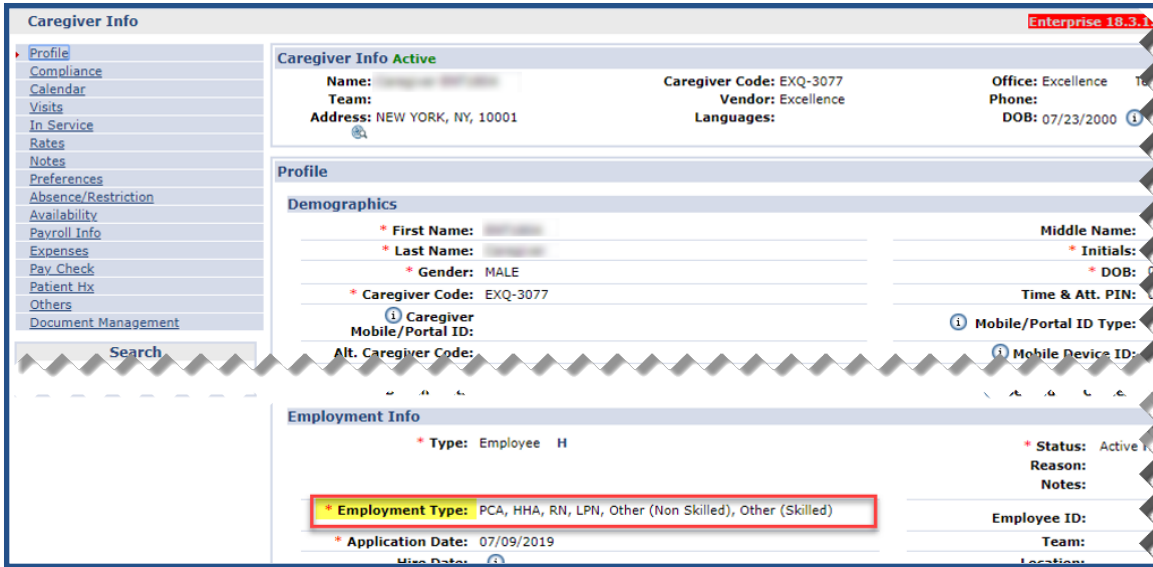 Caregiver Info Enterprise 18.3.1
Profile
Compliance
Calendar
Visits
In Service
Rates
Notes
Preferences
Absence/Restriction
Availability
Payroll Info
Expenses
Pay Check
Patient Hx
Others
Document Management
Search
Caregiver Info Active
Name: Caregiver Code: EXQ-3077 Office: Excellence
Team: Vendor: Excellence Phone:
Address: NEW YORK, NY, 10001 Languages: DOB: 07/23/2000
Profile
Demographics
* First Name: Middle Name:
* Last Name: * Initials:
* Gender: MALE * DOB:
* Caregiver Code: EXQ-3077 Time & Att. PIN:
Caregiver
Mobile/Portal ID: Mobile/Portal ID Type:
Alt. Caregiver Code: Mobile Device ID:
Employment Info
* Type: Employee H * Status: Active
Reason:
Notes:
* Employment Type: PCA, HHA, RN, LPN, Other (Non Skilled), Other (Skilled)
Employee ID:
* Application Date: 07/09/2019 Team:
Hire Date: Location: